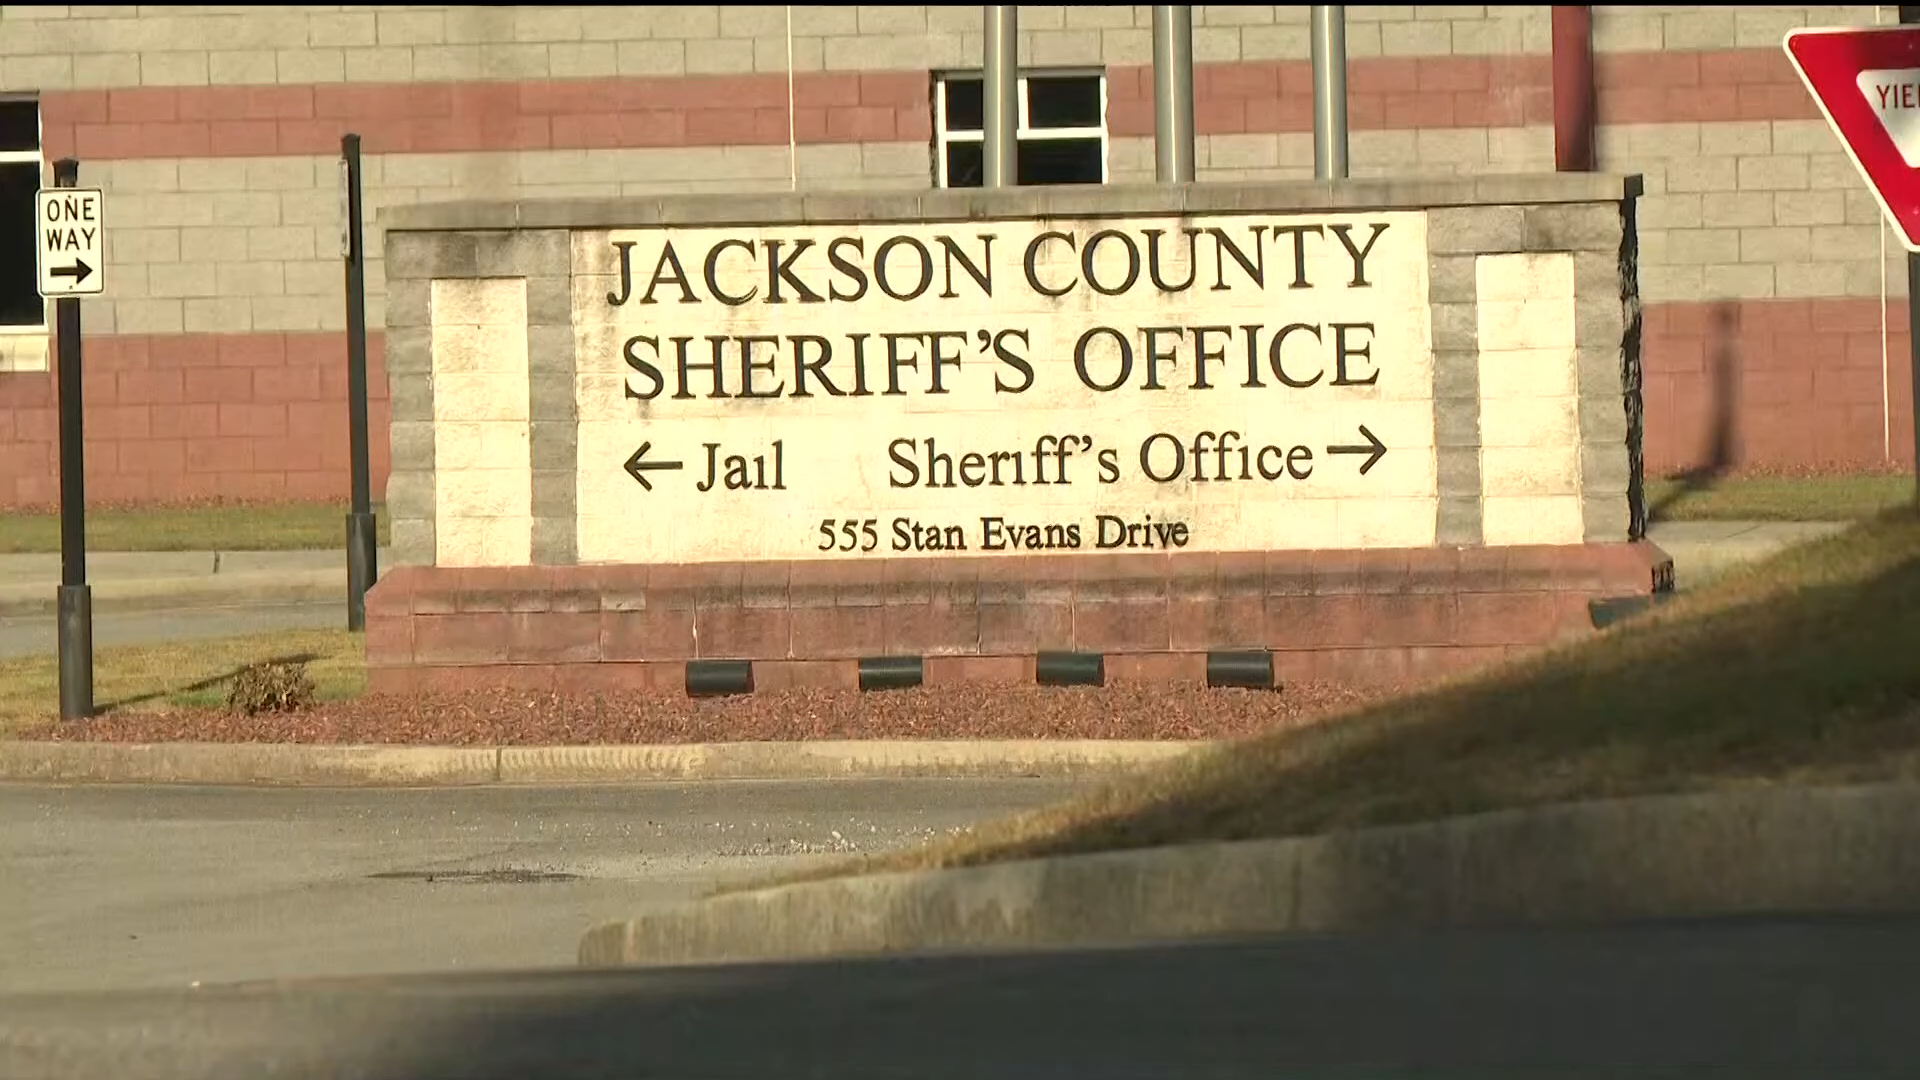 ONE
WAY
JACKSON COUNTY
SHERIFF'S OFFICE
← Jail Sheriff's Office →
555 Stan Evans Drive